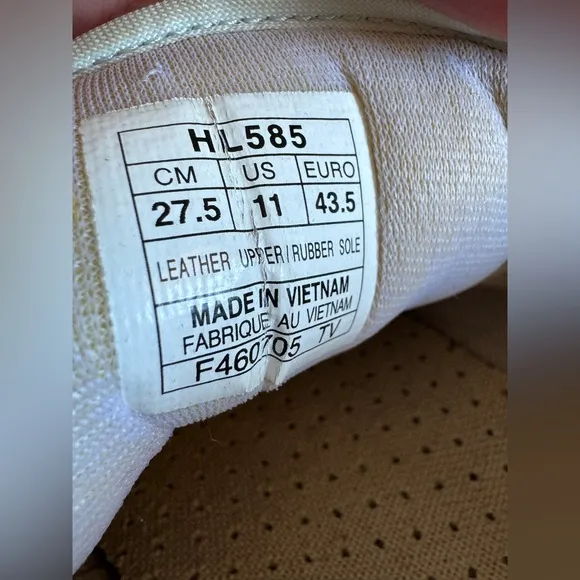 HL585
CM US EURO
27.5 11 43.5
LEATHER UPPER/RUBBER SOLE
MADE IN VIETNAM
FABRIQUE AU VIETNAM
F460705 TV